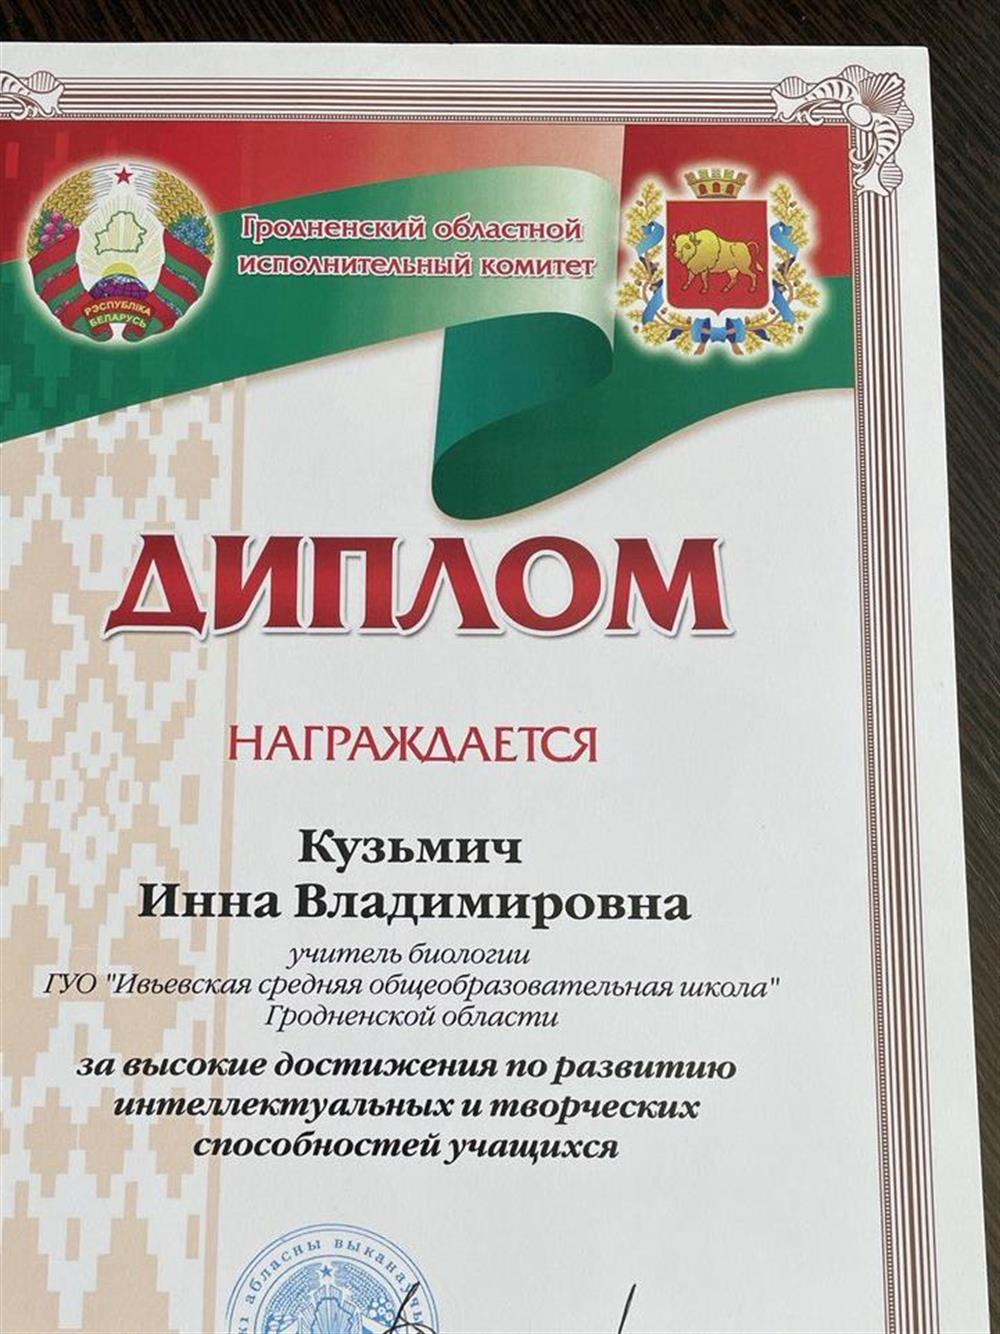 Гродненский областной
исполнительный комитет
РЭСПУБЛІКА
БЕЛАРУСЬ
ДИПЛОМ
НАГРАЖДАЕТСЯ
Кузьмич
Инна Владимировна
учитель биологии
ГУО "Ивьевская средняя общеобразовательная школа"
Гродненской области
за высокие достижения по развитию
интеллектуальных и творческих
способностей учащихся
абласны